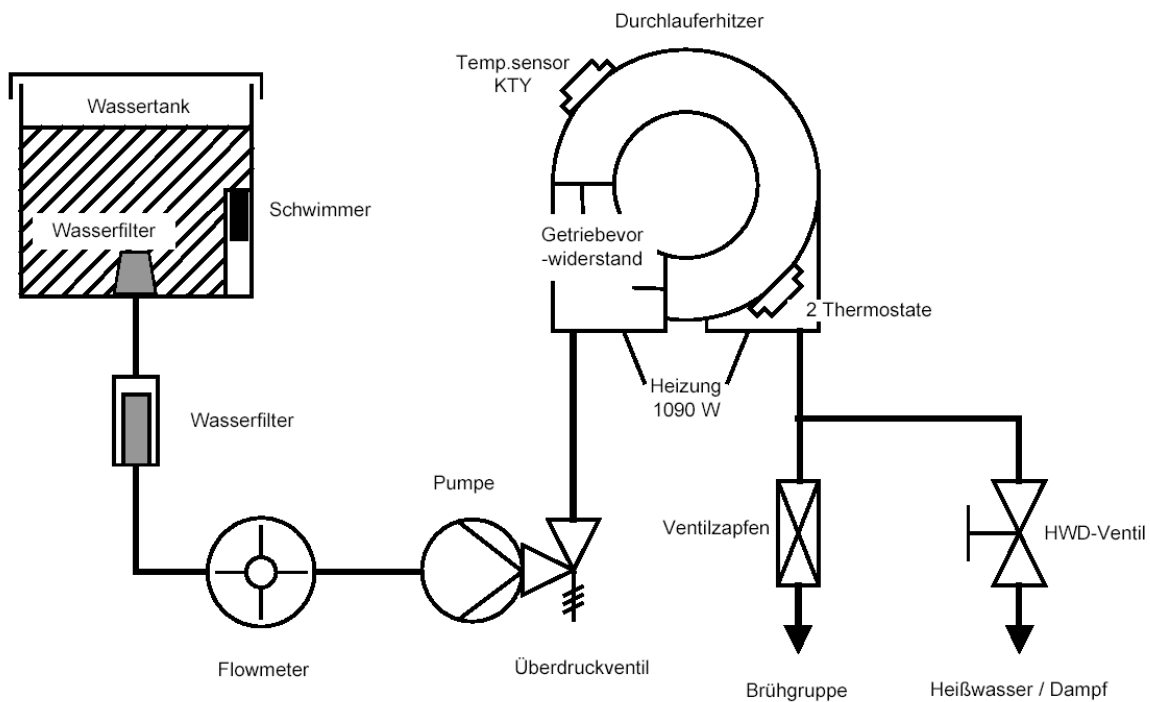 Durchlauferhitzer
Temp.sensor
KTY
Wassertank
Schwimmer
Wasserfilter
Getriebevor
-widerstand
2 Thermostate
Heizung
1090 W
Wasserfilter
Pumpe
Ventilzapfen
HWD-Ventil
Flowmeter
Überdruckventil
Brühgruppe
Heißwasser / Dampf